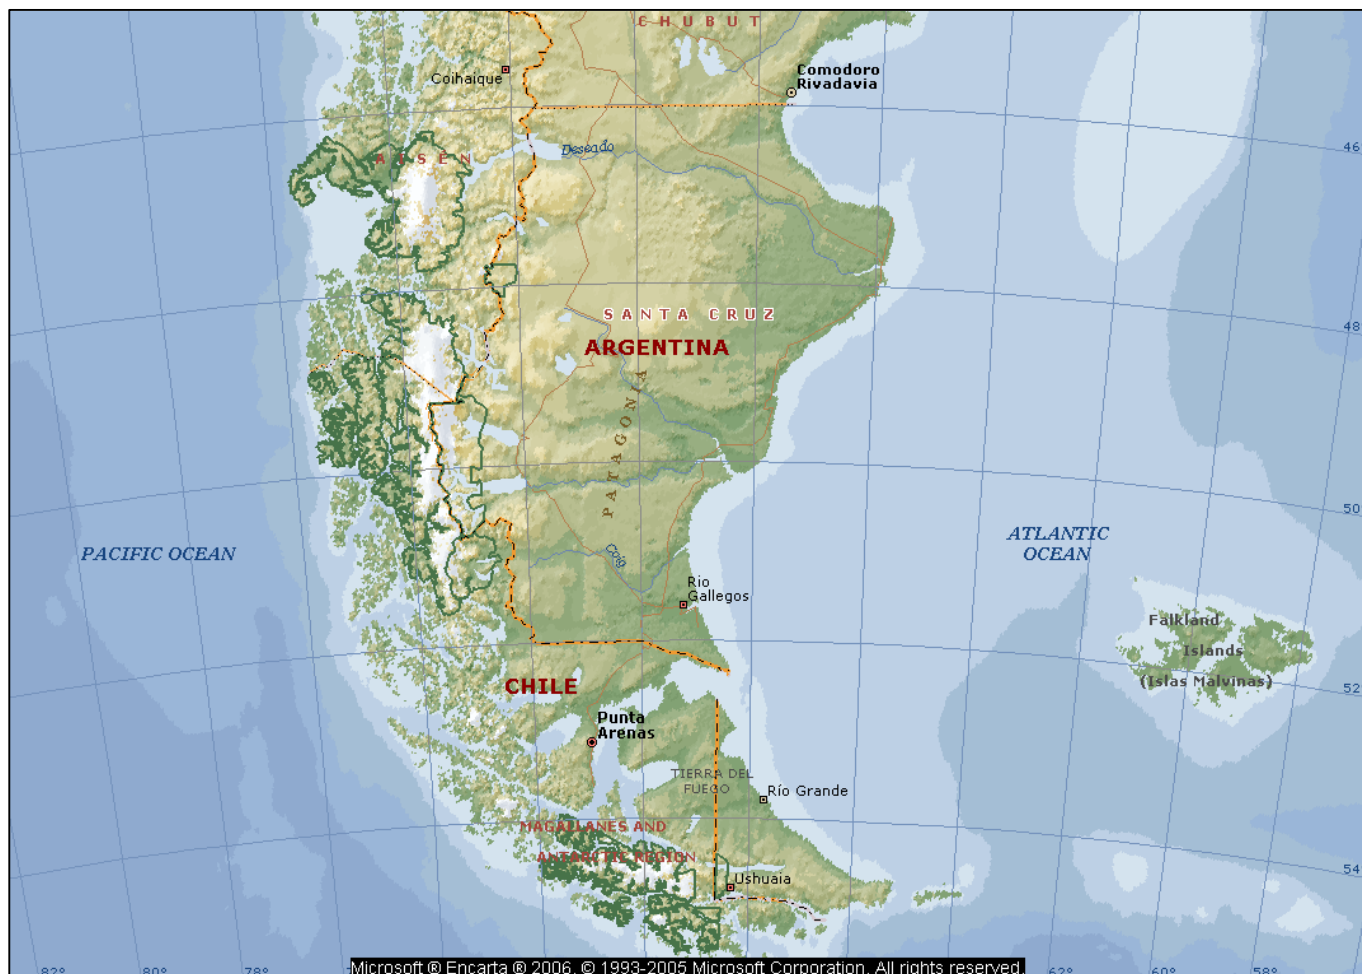 CHUBUT
Comodoro
Rivadavia
Coihaique
46
Deseado
AISEN
SANTA CRUZ
48
ARGENTINA
PATAGONIA
50
PACIFIC OCEAN
ATLANTIC
OCEAN
Coig
Rio
Gallegos
Falkland
Islands
(Islas Malvinas)
CHILE
52
Punta
Arenas
TIERRA DEL
FUEGO
Río Grande
MAGALLANES AND
ANTARCTIC REGION
54
Ushuaia
82°
80°
78°
62°
60°
58°
Microsoft ® Encarta ® 2006. © 1993-2005 Microsoft Corporation. All rights reserved.